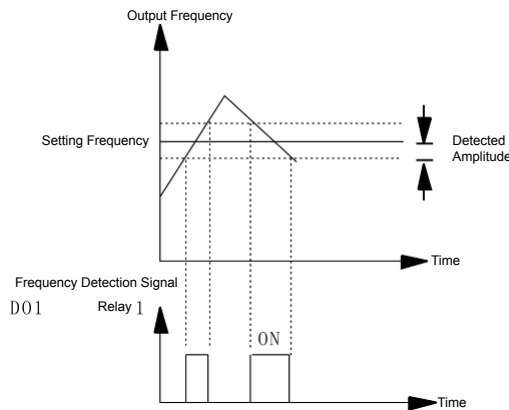 Output Frequency
Setting Frequency
Detected
Amplitude
Time
Frequency Detection Signal
DO1 Relay 1
ON
Time